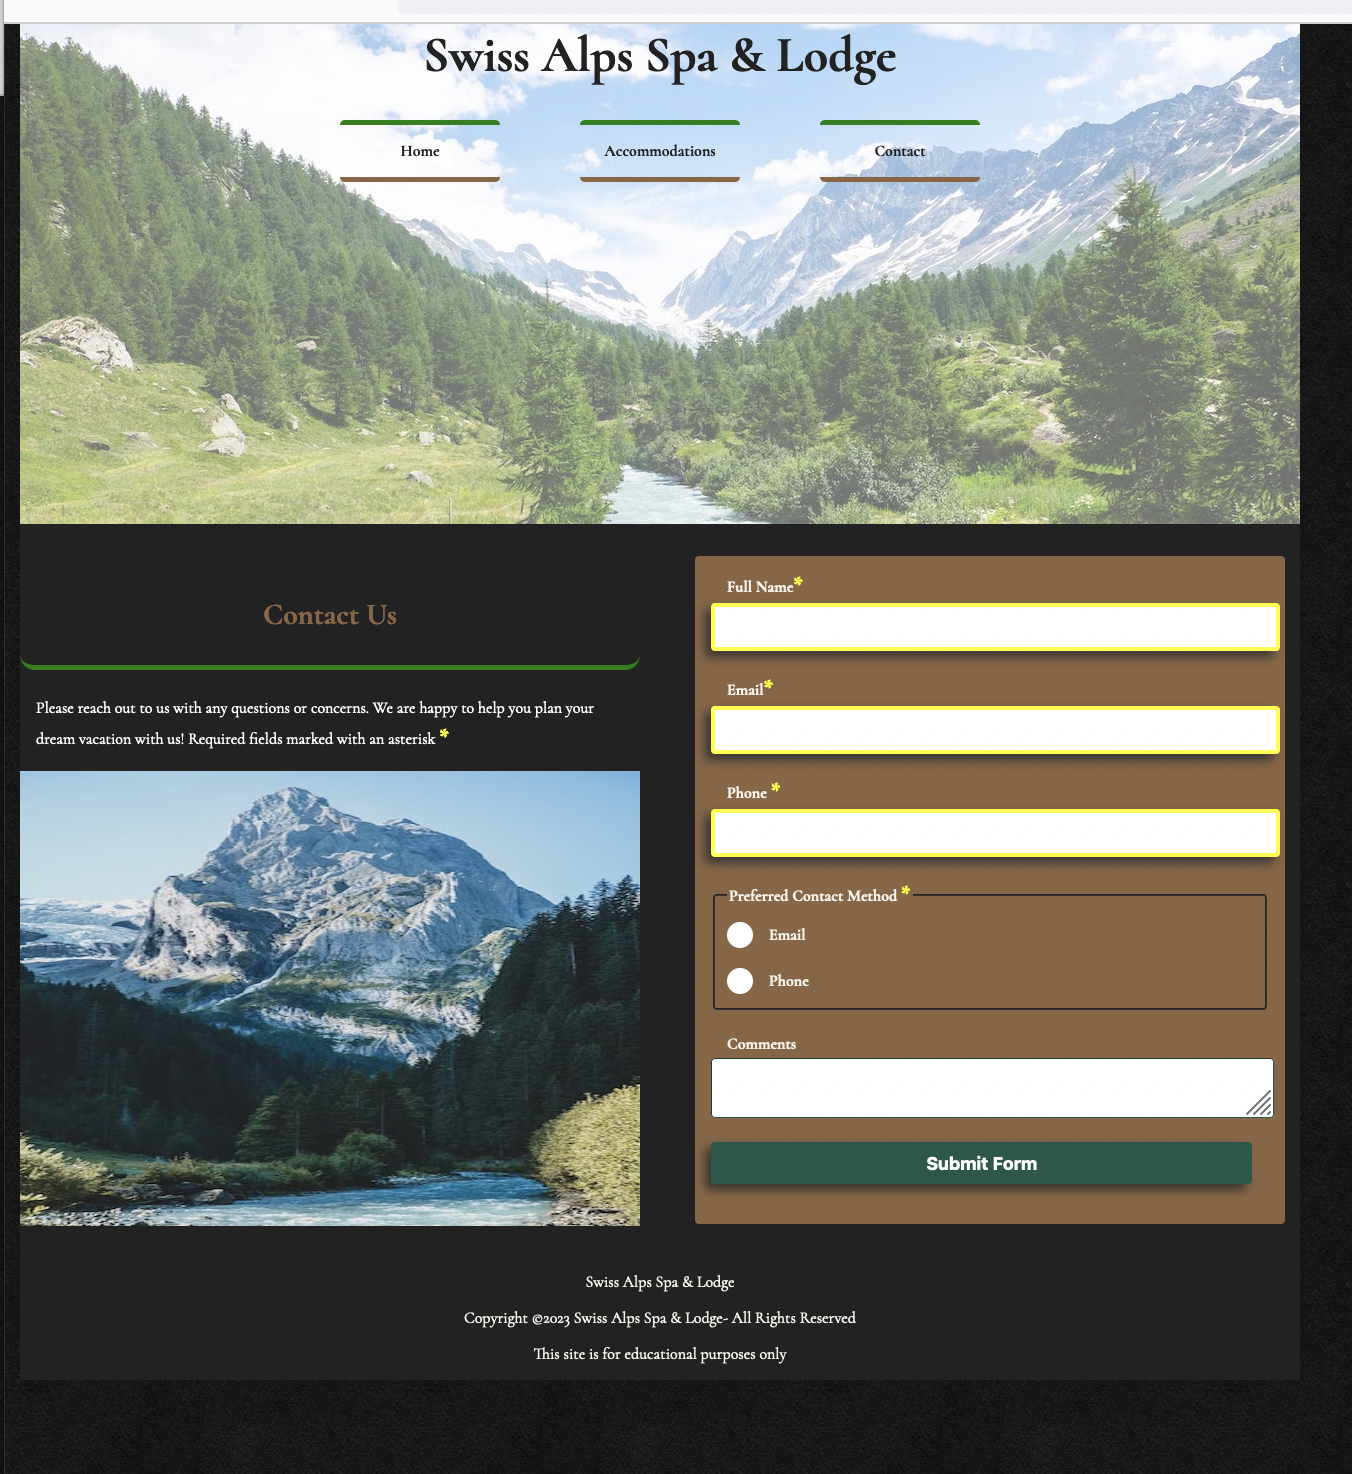 Swiss Alps Spa & Lodge
Home
Accommodations
Contact
Contact Us
Please reach out to us with any questions or concerns. We are happy to help you plan your
dream vacation with us! Required fields marked with an asterisk *
Full Name*
Email*
Phone *
Preferred Contact Method *
Email
Phone
Comments
Submit Form
Swiss Alps Spa & Lodge
Copyright ©2023 Swiss Alps Spa & Lodge- All Rights Reserved
This site is for educational purposes only